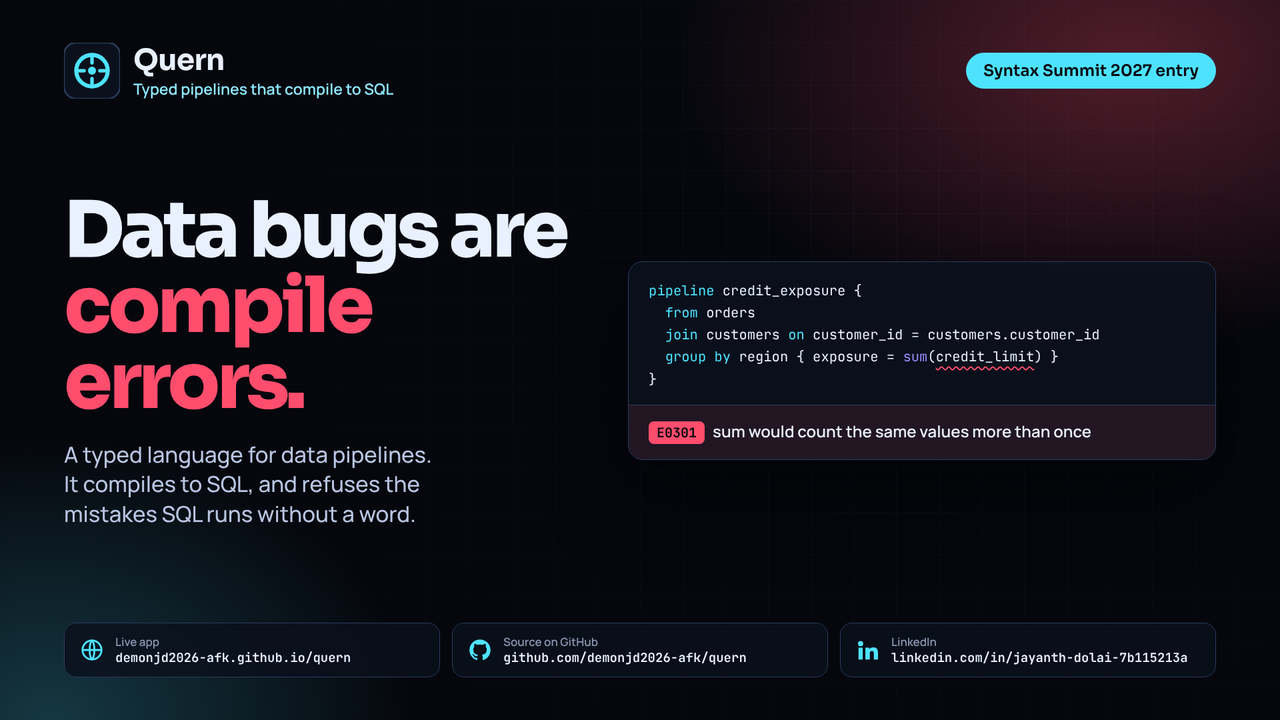 Quern
Typed pipelines that compile to SQL
Syntax Summit 2027 entry
Data bugs are
compile
errors.
A typed language for data pipelines.
It compiles to SQL, and refuses the
mistakes SQL runs without a word.
pipeline credit_exposure {
  from orders
  join customers on customer_id = customers.customer_id
  group by region { exposure = sum(credit_limit) }
}
E0301 sum would count the same values more than once
Live app
demonjd2026-afk.github.io/quern
Source on GitHub
github.com/demonjd2026-afk/quern
LinkedIn
linkedin.com/in/jayanth-dolai-7b115213a